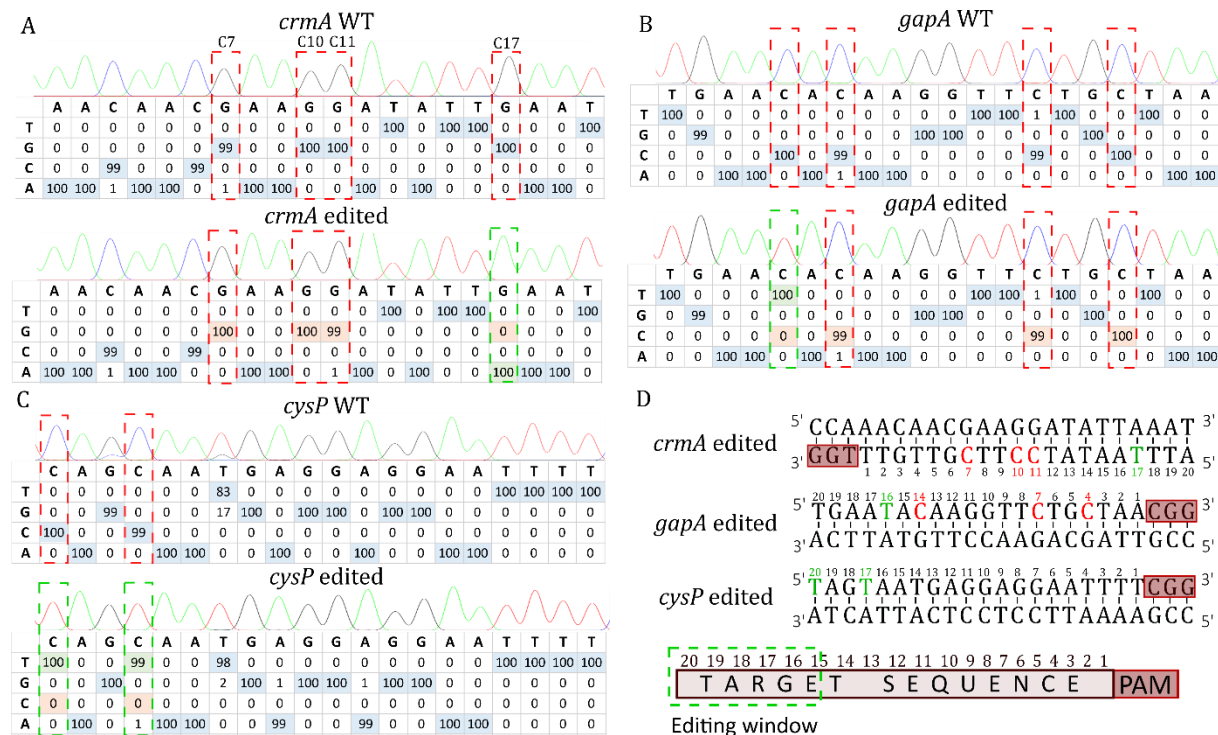 A
crmA WT
C7 C10 C11 C17
A A C A A C G A A G G A T A T T G A A T
T 0 0 0 0 0 0 0 0 0 0 0 0 100 0 100 100 0 0 0 100
G 0 0 0 0 0 0 99 0 0 100 100 0 0 0 0 0 100 0 0 0
C 0 0 99 0 0 99 0 0 0 0 0 0 0 0 0 0 0 0 0 0
A 100 100 1 100 100 0 1 100 100 0 0 100 0 100 0 0 0 100 100 0
crmA edited
A A C A A C G A A G G A T A T T G A A T
T 0 0 0 0 0 0 0 0 0 0 0 0 100 0 100 100 0 0 0 100
G 0 0 0 0 0 0 100 0 0 100 99 0 0 0 0 0 0 0 0 0
C 0 0 99 0 0 99 0 0 0 0 0 0 0 0 0 0 0 0 0 0
A 100 100 1 100 100 0 0 100 100 0 1 100 0 100 0 0 100 100 100 0
B
gapA WT
T G A A C A C A A G G T T C T G C T A A
T 100 0 0 0 0 0 0 0 0 0 0 100 100 1 100 0 0 100 0 0
G 0 99 0 0 0 0 0 0 0 100 100 0 0 0 0 100 0 0 0 0
C 0 0 0 0 100 0 99 0 0 0 0 0 0 99 0 0 100 0 0 0
A 0 0 100 100 0 100 1 100 100 0 0 0 0 0 0 0 0 0 100 100
gapA edited
T G A A C A C A A G G T T C T G C T A A
T 100 0 0 0 100 0 0 0 0 0 0 100 100 1 100 0 0 100 0 0
G 0 99 0 0 0 0 0 0 0 100 100 0 0 0 0 100 0 0 0 0
C 0 0 0 0 0 0 99 0 0 0 0 0 0 99 0 0 100 0 0 0
A 0 0 100 100 0 100 1 100 100 0 0 0 0 0 0 0 0 0 100 100
C
cysP WT
C A G C A A T G A G G A G G A A T T T T
T 0 0 0 0 0 0 83 0 0 0 0 0 0 0 0 0 100 100 100 100
G 0 0 99 0 0 0 17 100 0 100 100 0 100 100 0 0 0 0 0 0
C 100 0 0 99 0 0 0 0 0 0 0 0 0 0 0 0 0 0 0 0
A 0 100 0 0 100 100 0 0 100 0 0 100 0 0 100 100 0 0 0 0
cysP edited
C A G C A A T G A G G A G G A A T T T T
T 100 0 0 99 0 0 98 0 0 0 0 0 0 0 0 0 100 100 100 100
G 0 0 100 0 0 0 2 100 1 100 100 1 100 100 0 0 0 0 0 0
C 0 0 0 0 0 0 0 0 0 0 0 0 0 0 0 0 0 0 0 0
A 0 100 0 1 100 100 0 0 99 0 0 99 0 0 100 100 0 0 0 0
D
5' CCAAACAACGAAGGATATTAAAT 3'
crmA edited
3' GGTTTGTTGCTTCCTATAATTTA 5'
1 2 3 4 5 6 7 8 9 10 11 12 13 14 15 16 17 18 19 20
20 19 18 17 16 15 14 13 12 11 10 9 8 7 6 5 4 3 2 1
5' TGAATACAAGGTTCTGCTAACGG 3'
gapA edited
3' ACTTATGTTCCAAGACGATTGCC 5'
20 19 18 17 16 15 14 13 12 11 10 9 8 7 6 5 4 3 2 1
5' TAGTAATGAGGAGGAATTTTCGG 3'
cysP edited
3' ATCATTACTCCTCCTTAAAAGCC 5'
20 19 18 17 16 15 14 13 12 11 10 9 8 7 6 5 4 3 2 1
TARGET SEQUENCE PAM
Editing window